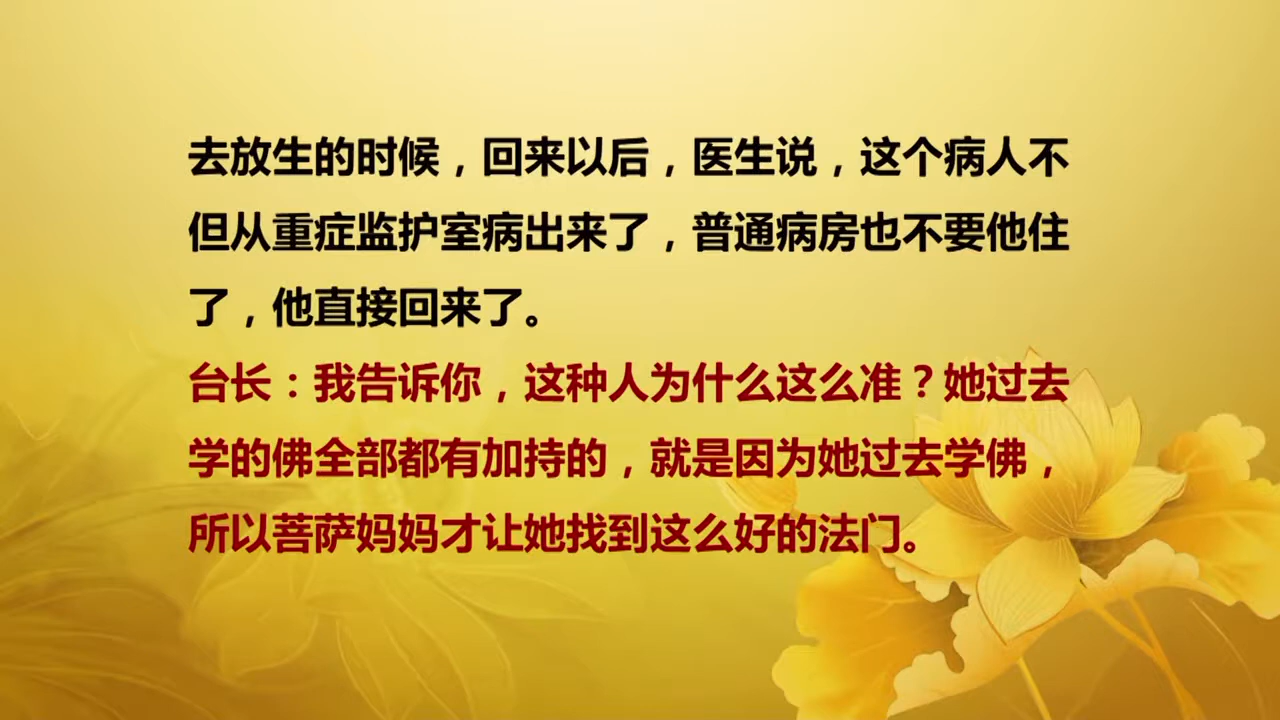 去放生的时候，回来以后，医生说，这个病人不
但从重症监护室病出来了，普通病房也不要他住
了，他直接回来了。
台长：我告诉你，这种人为什么这么准？她过去
学的佛全部都有加持的，就是因为她过去学佛，
所以菩萨妈妈才让她找到这么好的法门。